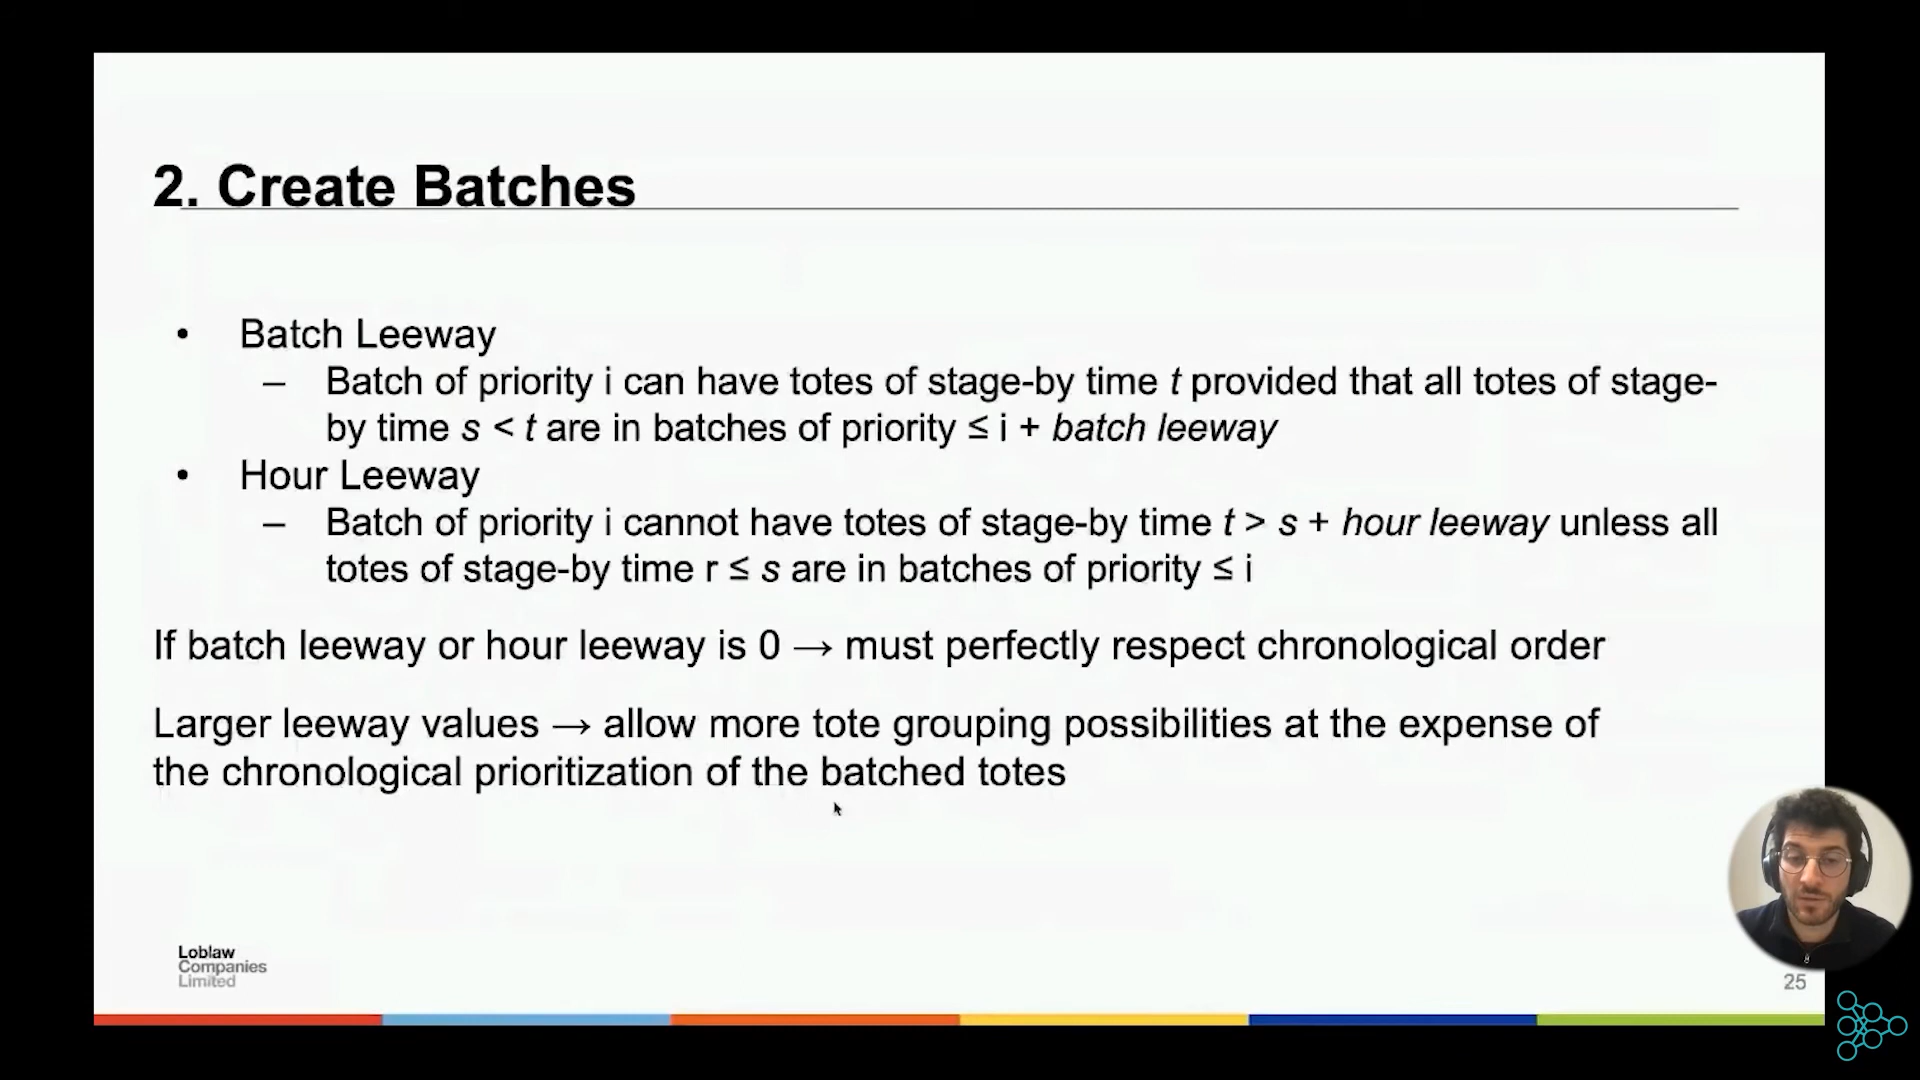 2. Create Batches
• Batch Leeway
– Batch of priority i can have totes of stage-by time t provided that all totes of stage-
by time s < t are in batches of priority ≤ i + batch leeway
• Hour Leeway
– Batch of priority i cannot have totes of stage-by time t > s + hour leeway unless all
totes of stage-by time r ≤ s are in batches of priority ≤ i
If batch leeway or hour leeway is 0 → must perfectly respect chronological order
Larger leeway values → allow more tote grouping possibilities at the expense of
the chronological prioritization of the batched totes
Loblaw
Companies
Limited
25